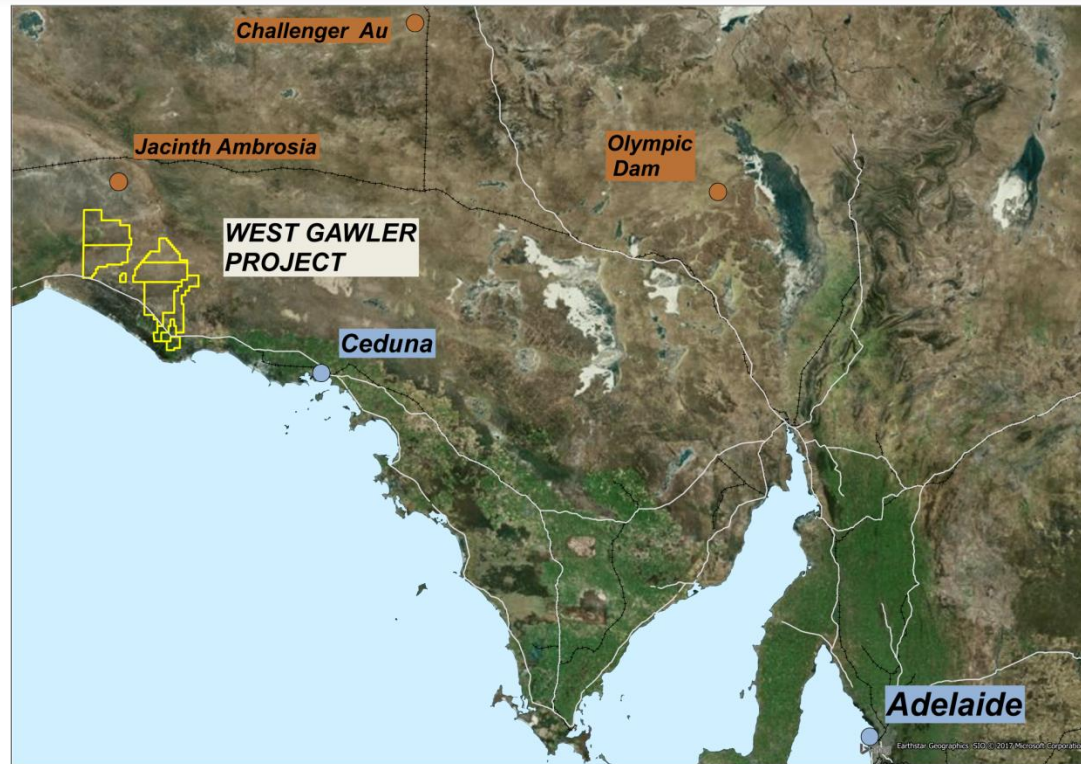 Challenger Au
Jacinth Ambrosia
Olympic
Dam
WEST GAWLER
PROJECT
Ceduna
Adelaide
Earthstar Geographics SIO © 2017 Microsoft Corporation